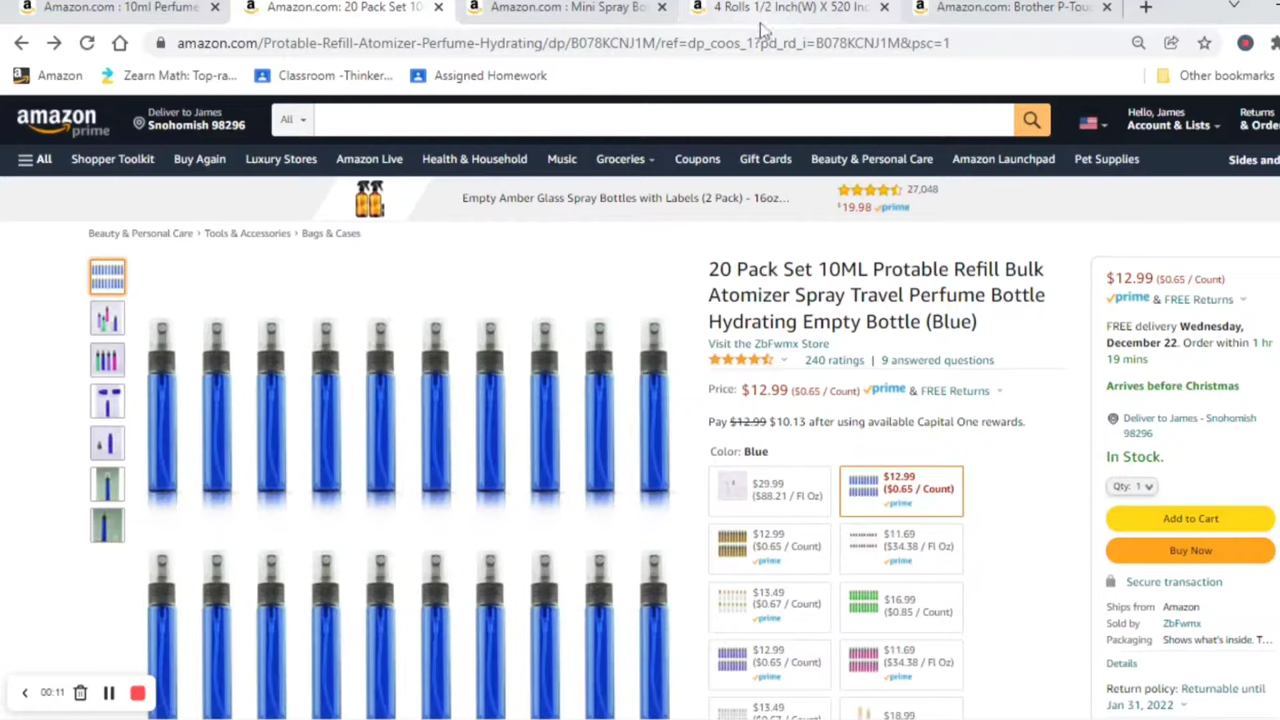 Amazon.com : 10ml Perfume
Amazon.com: 20 Pack Set 10
Amazon.com : Mini Spray Bo
4 Rolls 1/2 Inch(W) X 520 Inc
Amazon.com: Brother P-Touc
amazon.com/Protable-Refill-Atomizer-Perfume-Hydrating/dp/B078KCNJ1M/ref=dp_coos_1?pd_rd_i=B078KCNJ1M&psc=1
Amazon
Zearn Math: Top-ra...
Classroom -Thinker...
Assigned Homework
Other bookmarks
amazon
prime
Deliver to James
Snohomish 98296
All
Hello, James
Account & Lists
Returns
& Orde
All
Shopper Toolkit
Buy Again
Luxury Stores
Amazon Live
Health & Household
Music
Groceries
Coupons
Gift Cards
Beauty & Personal Care
Amazon Launchpad
Pet Supplies
Sides and
Empty Amber Glass Spray Bottles with Labels (2 Pack) - 16oz...
27,048
$19.98 prime
Beauty & Personal Care › Tools & Accessories › Bags & Cases
20 Pack Set 10ML Protable Refill Bulk
Atomizer Spray Travel Perfume Bottle
Hydrating Empty Bottle (Blue)
Visit the ZbFwmx Store
240 ratings | 9 answered questions
Price: $12.99 ($0.65 / Count) prime & FREE Returns
Pay $12.99 $10.13 after using available Capital One rewards.
Color: Blue
$29.99
($88.21 / Fl Oz)
$12.99
($0.65 / Count)
prime
$12.99
($0.65 / Count)
prime
$11.69
($34.38 / Fl Oz)
prime
$13.49
($0.67 / Count)
prime
$16.99
($0.85 / Count)
$12.99
($0.65 / Count)
prime
$11.69
($34.38 / Fl Oz)
prime
$13.49
$18.99
$12.99 ($0.65 / Count)
prime & FREE Returns
FREE delivery Wednesday,
December 22. Order within 1 hr
19 mins
Arrives before Christmas
Deliver to James - Snohomish
98296
In Stock.
Qty: 1
Add to Cart
Buy Now
Secure transaction
Ships from Amazon
Sold by ZbFwmx
Packaging Shows what's inside. T...
Details
Return policy: Returnable until
Jan 31, 2022
00:11